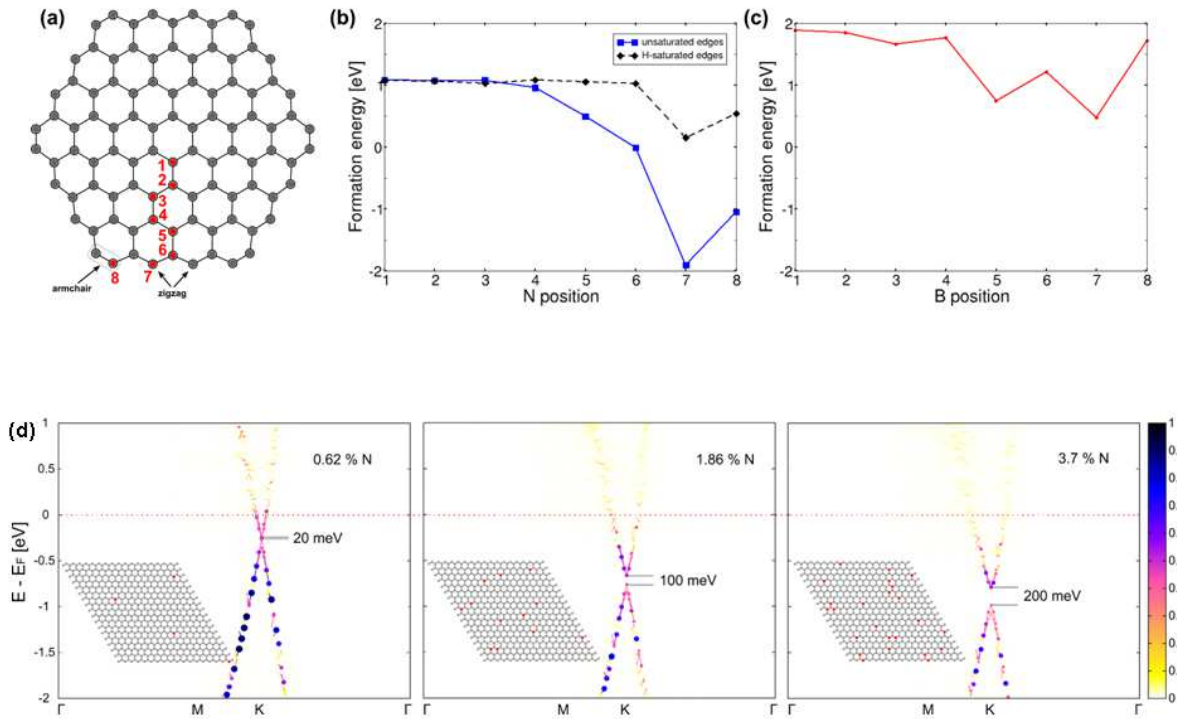 (a)
1
2
3
4
5
6
7
8
armchair
zigzag
(b)
Formation energy [eV]
2
1
0
-1
-2
unsaturated edges
H-saturated edges
1 2 3 4 5 6 7 8
N position
(c)
Formation energy [eV]
2
1
0
-1
-2
1 2 3 4 5 6 7 8
B position
(d)
E - EF [eV]
1
0.5
0
-0.5
-1
-1.5
-2
0.62 % N
20 meV
Γ M K Γ
1.86 % N
100 meV
Γ M K Γ
3.7 % N
200 meV
Γ M K Γ
1
0